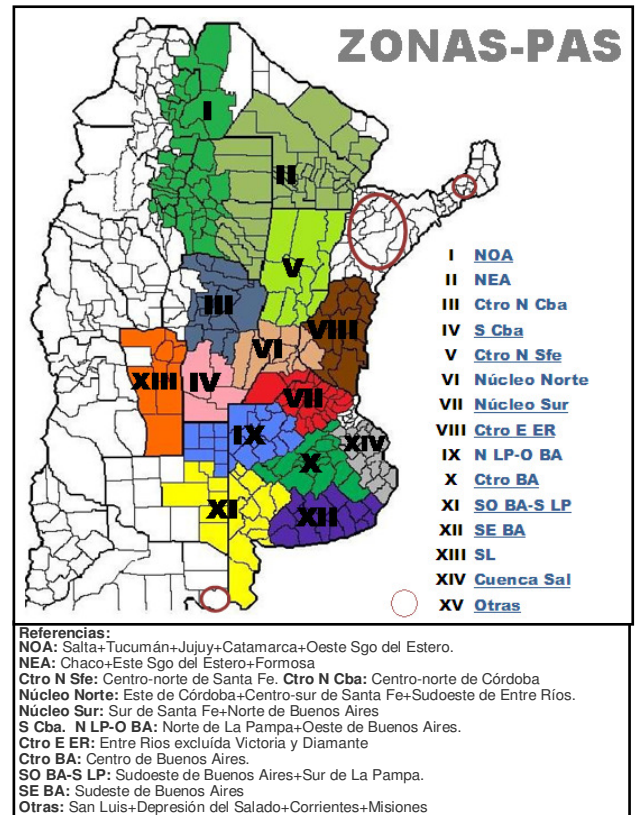 ZONAS-PAS
I
II
V
III
VIII
VI
XIII
IV
VII
IX
XIV
X
XI
XII
I NOA
II NEA
III Ctro N Cba
IV S Cba
V Ctro N Sfe
VI Núcleo Norte
VII Núcleo Sur
VIII Ctro E ER
IX N LP-O BA
X Ctro BA
XI SO BA-S LP
XII SE BA
XIII SL
XIV Cuenca Sal
XV Otras
Referencias:
NOA: Salta+Tucumán+Jujuy+Catamarca+Oeste Sgo del Estero.
NEA: Chaco+Este Sgo del Estero+Formosa
Ctro N Sfe: Centro-norte de Santa Fe. Ctro N Cba: Centro-norte de Córdoba
Núcleo Norte: Este de Córdoba+Centro-sur de Santa Fe+Sudoeste de Entre Ríos.
Núcleo Sur: Sur de Santa Fe+Norte de Buenos Aires
S Cba. N LP-O BA: Norte de La Pampa+Oeste de Buenos Aires.
Ctro E ER: Entre Rios excluída Victoria y Diamante
Ctro BA: Centro de Buenos Aires.
SO BA-S LP: Sudoeste de Buenos Aires+Sur de La Pampa.
SE BA: Sudeste de Buenos Aires
Otras: San Luis+Depresión del Salado+Corrientes+Misiones